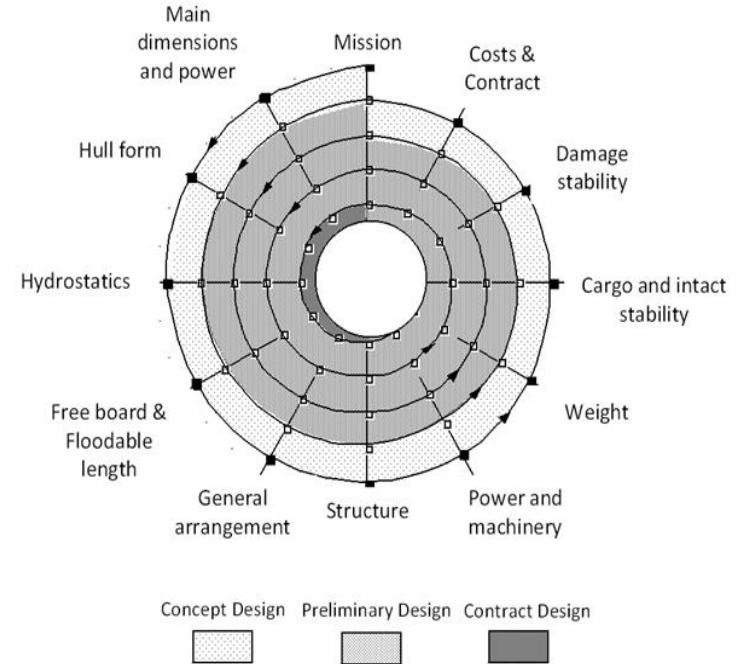 Main
dimensions
and power
Mission
Costs &
Contract
Hull form
Damage
stability
Hydrostatics
Cargo and intact
stability
Free board &
Floodable
length
Weight
General
arrangement
Structure
Power and
machinery
Concept Design
Preliminary Design
Contract Design